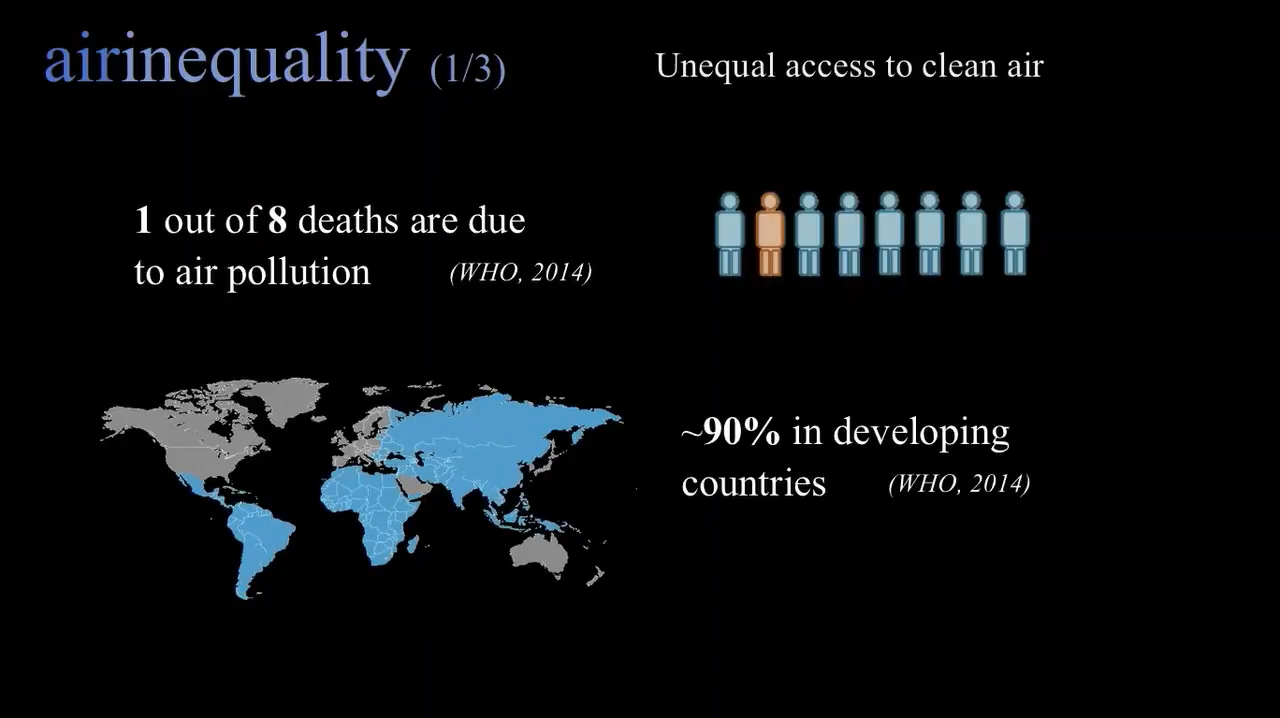 airinequality (1/3)
Unequal access to clean air
1 out of 8 deaths are due
to air pollution (WHO, 2014)
~90% in developing
countries (WHO, 2014)